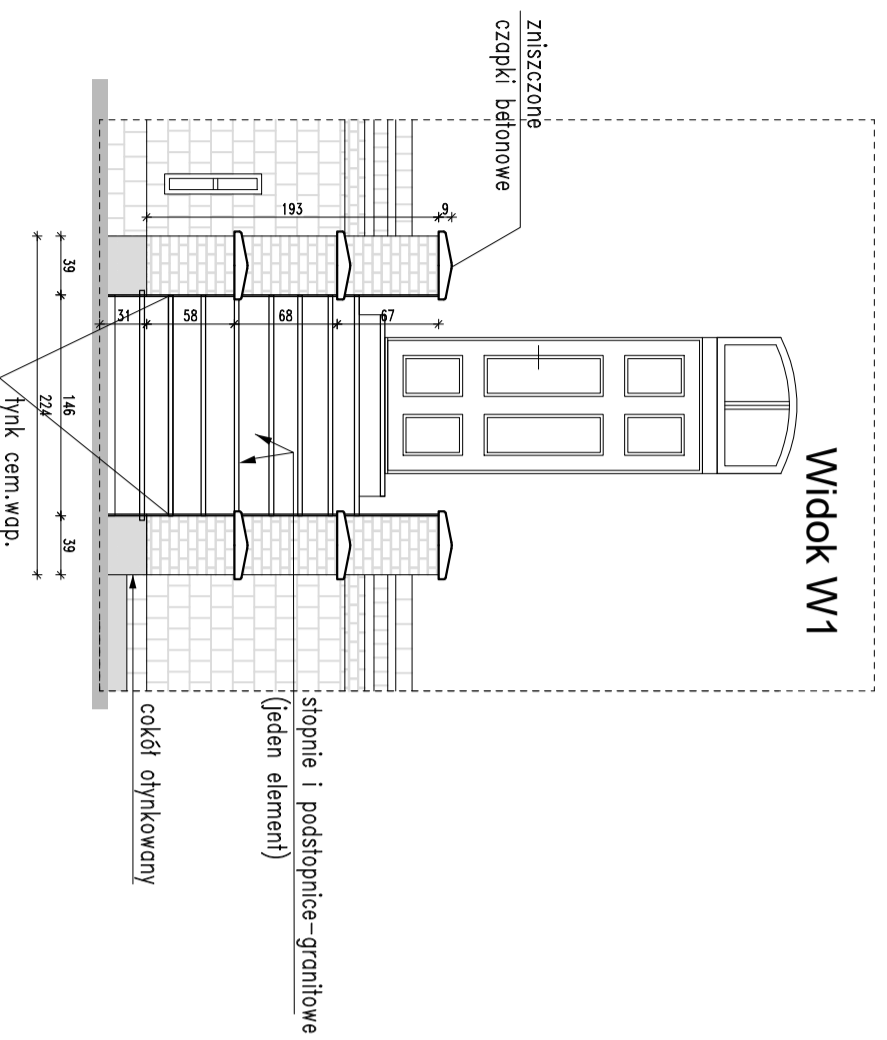 Widok W1
zniszczone
czapki betonowe
9
193
31
58
68
67
39
146
39
224
stopnie i podstopnice-granitowe
(jeden element)
cokół otynkowany
tynk cem.wap.